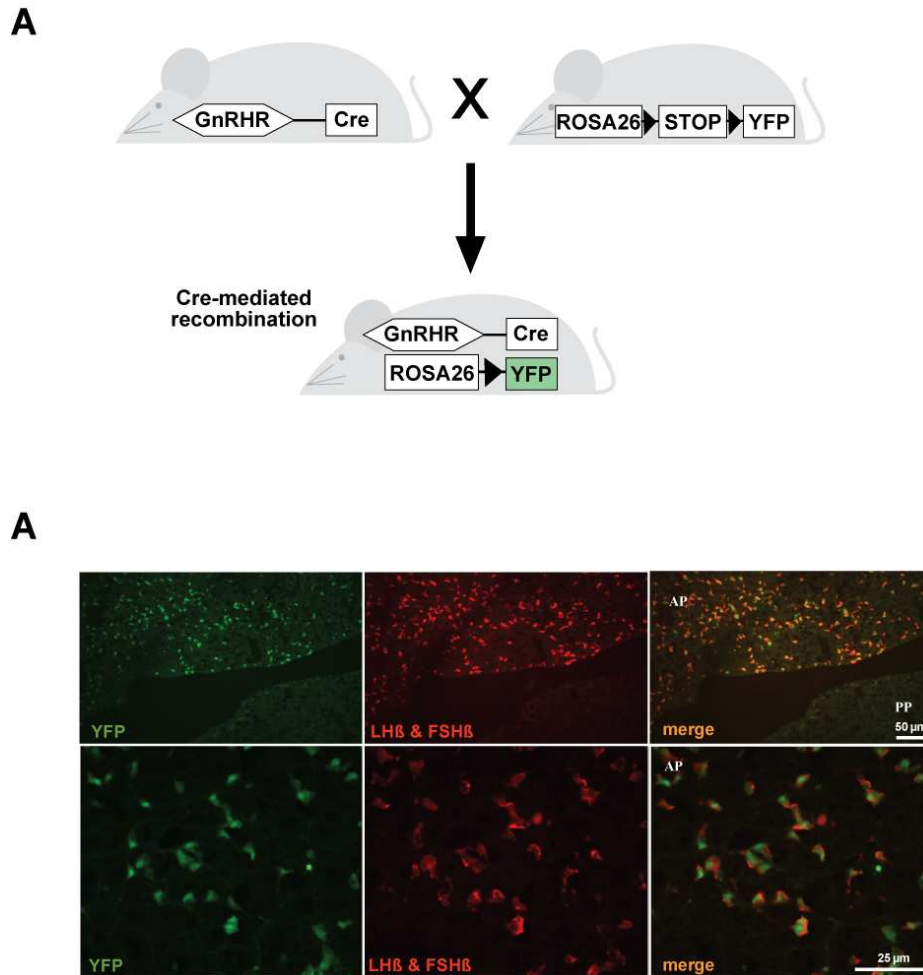 A
GnRHR
Cre
X
ROSA26
STOP
YFP
Cre-mediated
recombination
GnRHR
Cre
ROSA26
YFP
A
YFP
LHß & FSHß
AP
PP
50 µm
merge
YFP
LHß & FSHß
AP
25 µm
merge